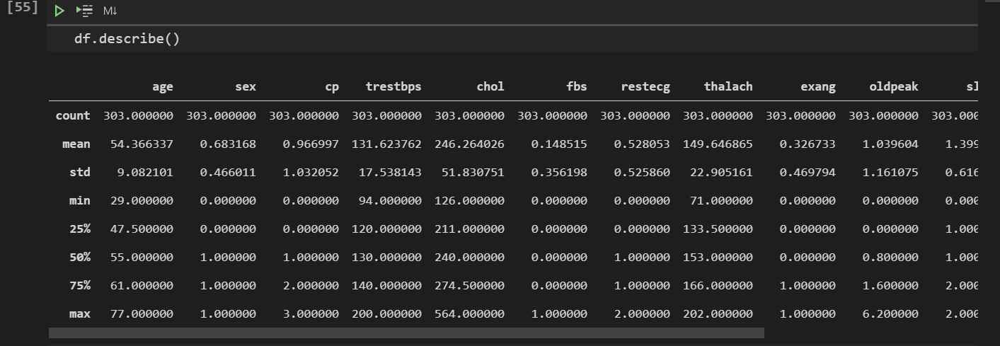 [55]
M↓
df.describe()
age sex cp trestbps chol fbs restecg thalach exang oldpeak sl
count 303.000000 303.000000 303.000000 303.000000 303.000000 303.000000 303.000000 303.000000 303.000000 303.000000 303.000
mean 54.366337 0.683168 0.966997 131.623762 246.264026 0.148515 0.528053 149.646865 0.326733 1.039604 1.399
std 9.082101 0.466011 1.032052 17.538143 51.830751 0.356198 0.525860 22.905161 0.469794 1.161075 0.616
min 29.000000 0.000000 0.000000 94.000000 126.000000 0.000000 0.000000 71.000000 0.000000 0.000000 0.000
25% 47.500000 0.000000 0.000000 120.000000 211.000000 0.000000 0.000000 133.500000 0.000000 0.000000 1.000
50% 55.000000 1.000000 1.000000 130.000000 240.000000 0.000000 1.000000 153.000000 0.000000 0.800000 1.000
75% 61.000000 1.000000 2.000000 140.000000 274.500000 0.000000 1.000000 166.000000 1.000000 1.600000 2.000
max 77.000000 1.000000 3.000000 200.000000 564.000000 1.000000 2.000000 202.000000 1.000000 6.200000 2.000